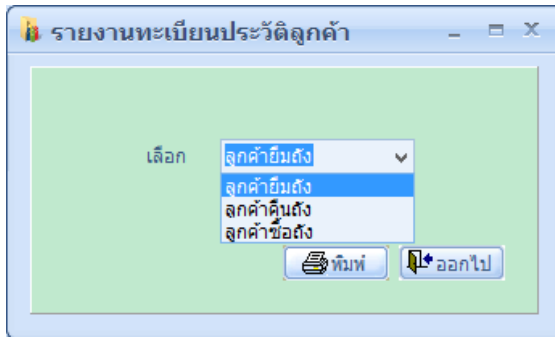 รายงานทะเบียนประวัติลูกค้า
เลือก ลูกค้ายืมถัง
ลูกค้ายืมถัง
ลูกค้าคืนถัง
ลูกค้าซื้อถัง
พิมพ์ ออกไป